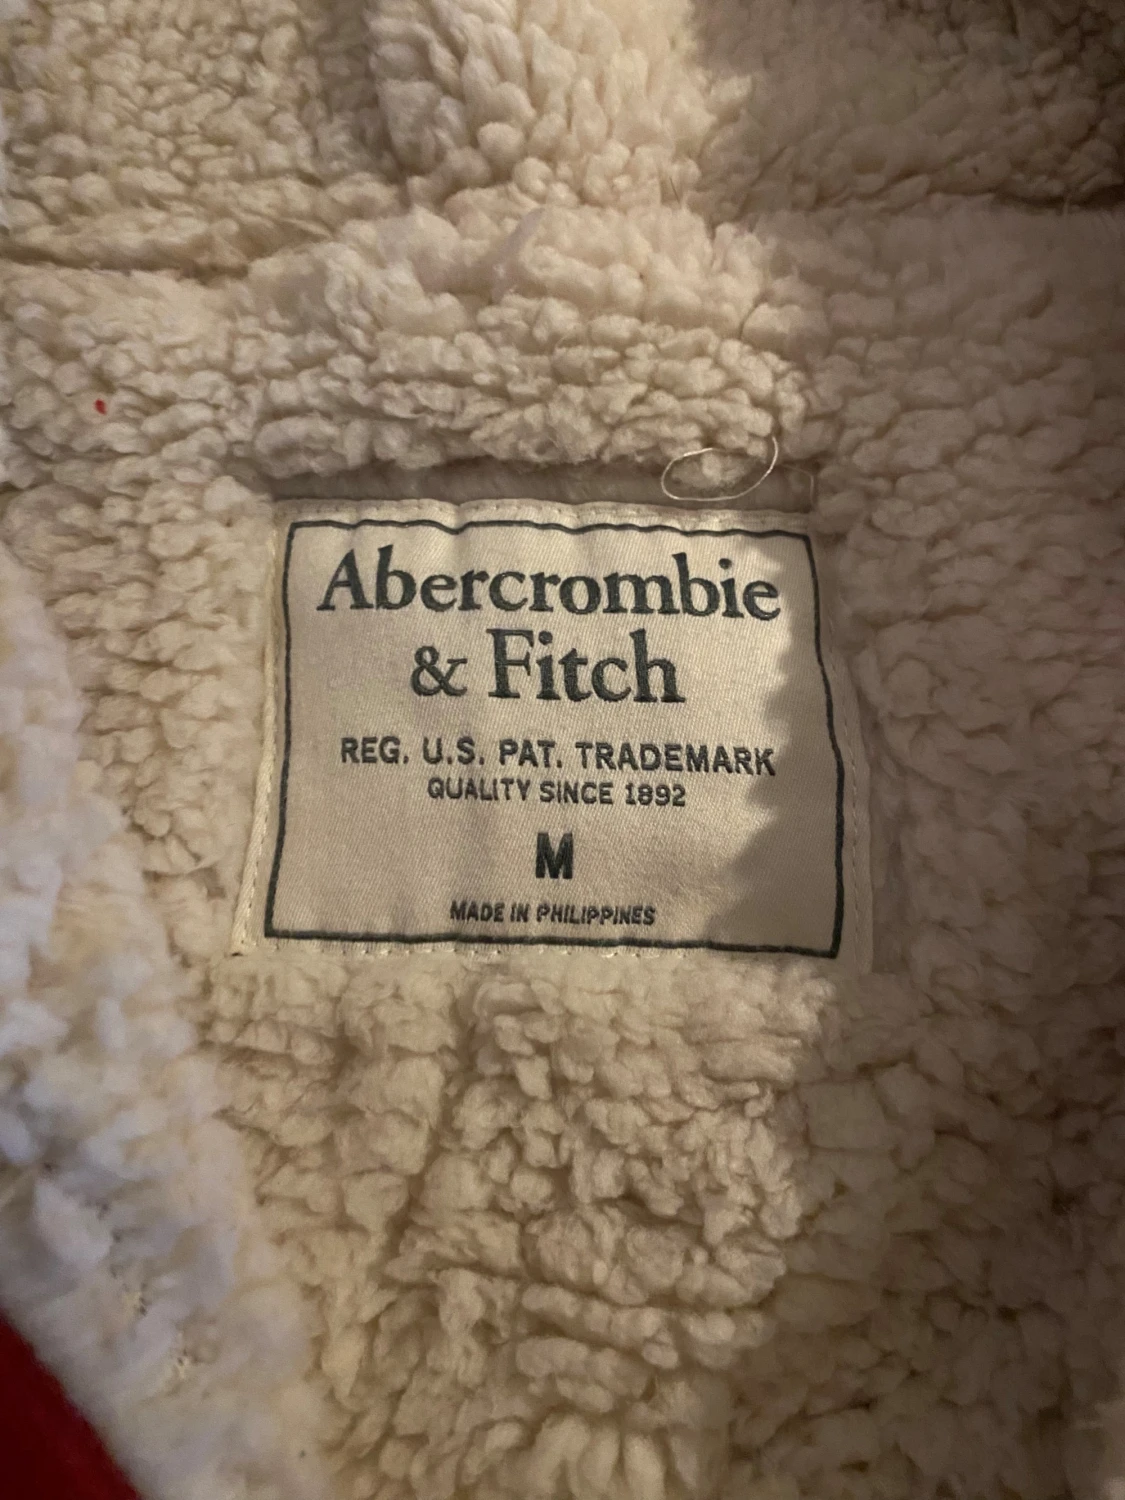 Abercrombie
& Fitch
REG. U.S. PAT. TRADEMARK
QUALITY SINCE 1892
M
MADE IN PHILIPPINES